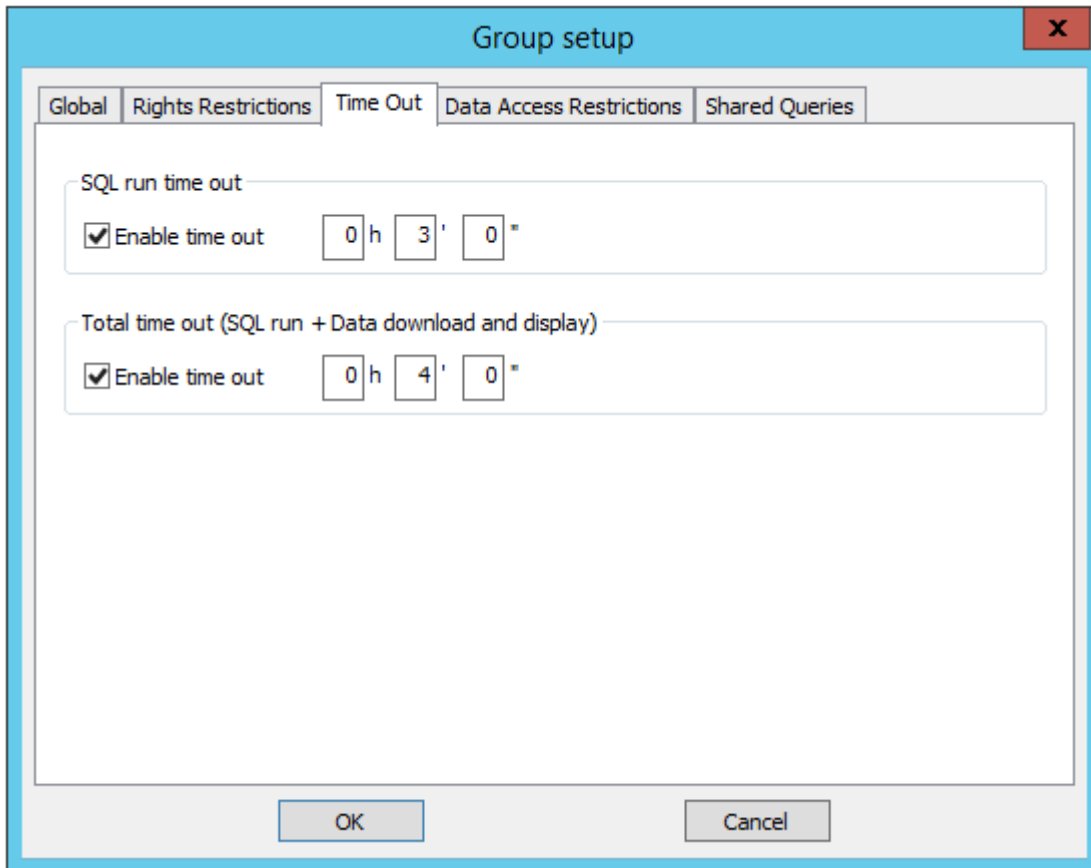 Group setup
x
Global Rights Restrictions Time Out Data Access Restrictions Shared Queries
SQL run time out
Enable time out 0 h 3 ' 0 "
Total time out (SQL run + Data download and display)
Enable time out 0 h 4 ' 0 "
OK Cancel